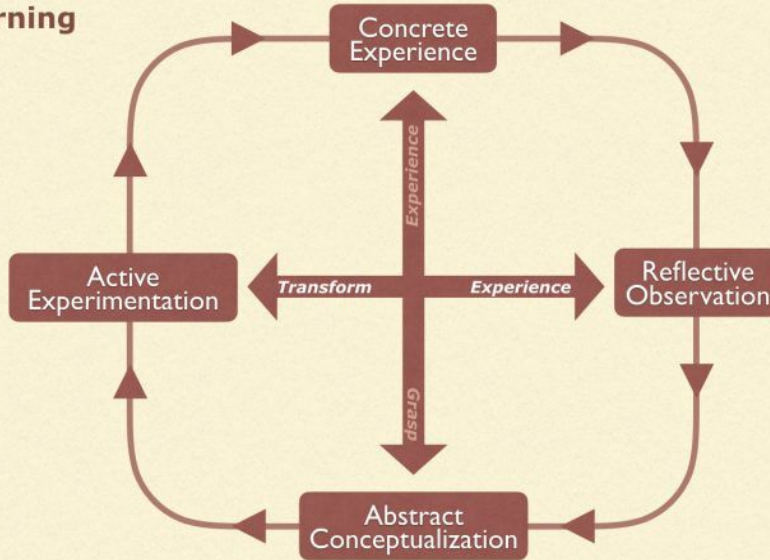 rning
Concrete
Experience
Experience
Active
Experimentation
Transform
Experience
Reflective
Observation
Grasp
Abstract
Conceptualization